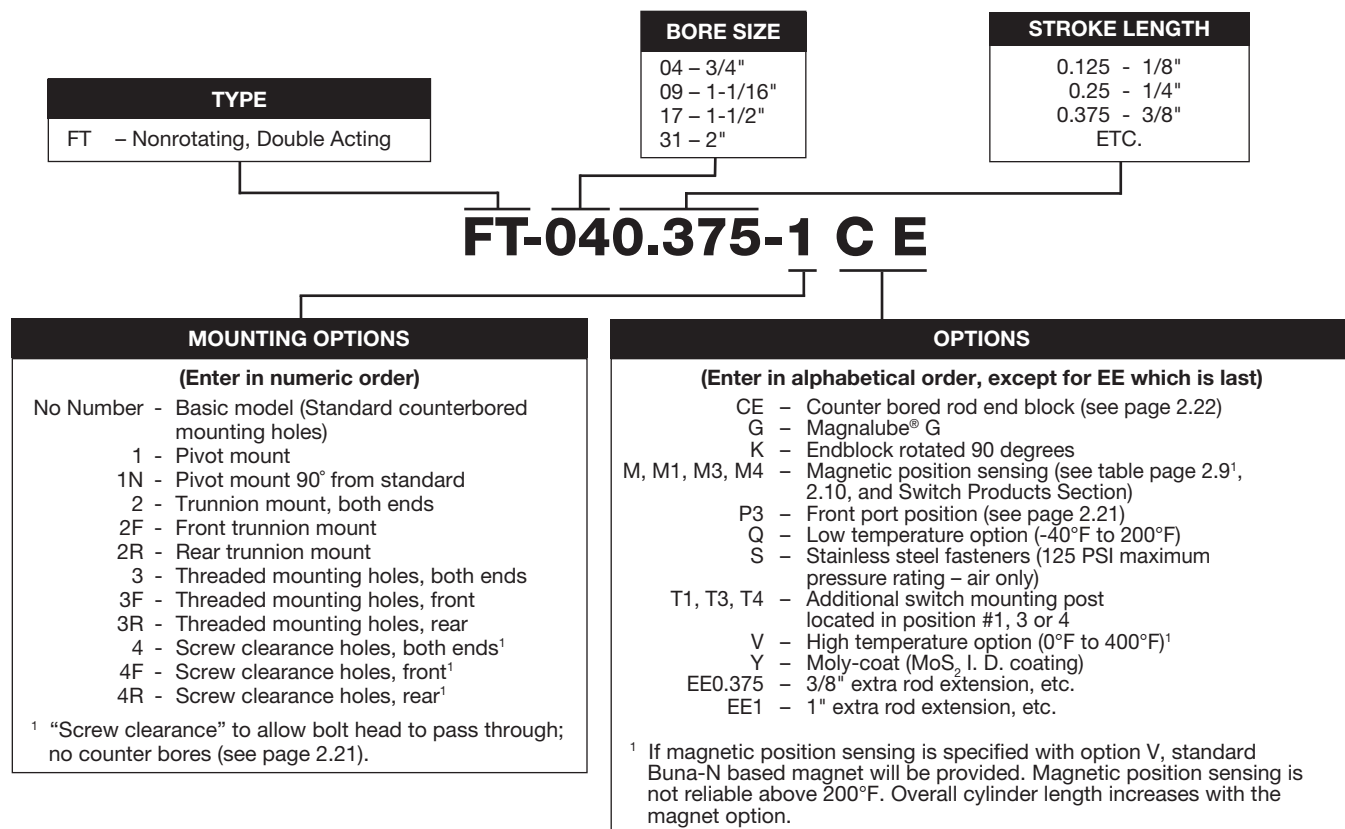 BORE SIZE
04 – 3/4"
09 – 1-1/16"
17 – 1-1/2"
31 – 2"
STROKE LENGTH
0.125 - 1/8"
0.25 - 1/4"
0.375 - 3/8"
ETC.
TYPE
FT – Nonrotating, Double Acting
FT-040.375-1 C E
MOUNTING OPTIONS
(Enter in numeric order)
No Number - Basic model (Standard counterbored
mounting holes)
1 - Pivot mount
1N - Pivot mount 90˚ from standard
2 - Trunnion mount, both ends
2F - Front trunnion mount
2R - Rear trunnion mount
3 - Threaded mounting holes, both ends
3F - Threaded mounting holes, front
3R - Threaded mounting holes, rear
4 - Screw clearance holes, both ends¹
4F - Screw clearance holes, front¹
4R - Screw clearance holes, rear¹
¹ “Screw clearance” to allow bolt head to pass through;
no counter bores (see page 2.21).
OPTIONS
(Enter in alphabetical order, except for EE which is last)
CE – Counter bored rod end block (see page 2.22)
G – Magnalube® G
K – Endblock rotated 90 degrees
M, M1, M3, M4 – Magnetic position sensing (see table page 2.9¹,
2.10, and Switch Products Section)
P3 – Front port position (see page 2.21)
Q – Low temperature option (-40°F to 200°F)
S – Stainless steel fasteners (125 PSI maximum
pressure rating – air only)
T1, T3, T4 – Additional switch mounting post
located in position #1, 3 or 4
V – High temperature option (0°F to 400°F)¹
Y – Moly-coat (MoS₂ I. D. coating)
EE0.375 – 3/8" extra rod extension, etc.
EE1 – 1" extra rod extension, etc.
¹ If magnetic position sensing is specified with option V, standard
Buna-N based magnet will be provided. Magnetic position sensing is
not reliable above 200°F. Overall cylinder length increases with the
magnet option.